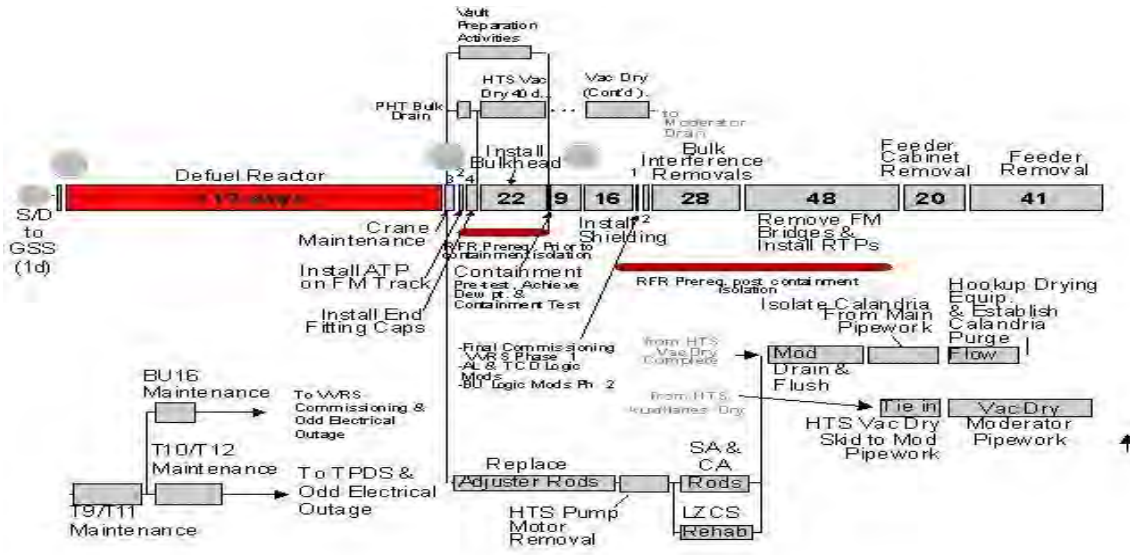 Vault
Preparation
Activities
HTS Vac
Dry 40 d..
Vac Dry
(Cont'd).
PHT Bulk
Drain
to
Moderator
Drain
Install
Bulkhead
Bulk
Interference
Removals
Feeder
Cabinet
Removal
Feeder
Removal
Defuel Reactor
3 2 4 22 9 16 1 2 28 48 20 41
S/D
to
GSS
(1d)
Crane
Maintenance
Install
Shielding
Remove FM
Bridges &
Install RTPs
RFR Prereq. Prior to
containment isolation
Install ATP
on FM Track
Containment
Pre-test, Achieve
Dew pt. &
Containment Test
RFR Prereq. post containment
isolation
Install End
Fitting Caps
Isolate Calandria
From Main
Pipework
Hookup Drying
Equip.
& Establish
Calandria
Purge
Flow
-Final Commissioning
WRS Phase 1
-AL & TCD Logic
Mods
-BU Logic Mods Ph 2
from HTS
Vac Dry
Complete
Mod
Drain &
Flush
BU16
Maintenance
To WRS
Commissioning &
Odd Electrical
Outage
from HTS
Auxiliaries Dry
Tie in
HTS Vac Dry
Skid to Mod
Pipework
Vac Dry
Moderator
Pipework
T10/T12
Maintenance
To TPDS &
Odd Electrical
Outage
T9/T11
Maintenance
Replace
Adjuster Rods
HTS Pump
Motor
Removal
SA &
CA
Rods
LZCS
Rehab